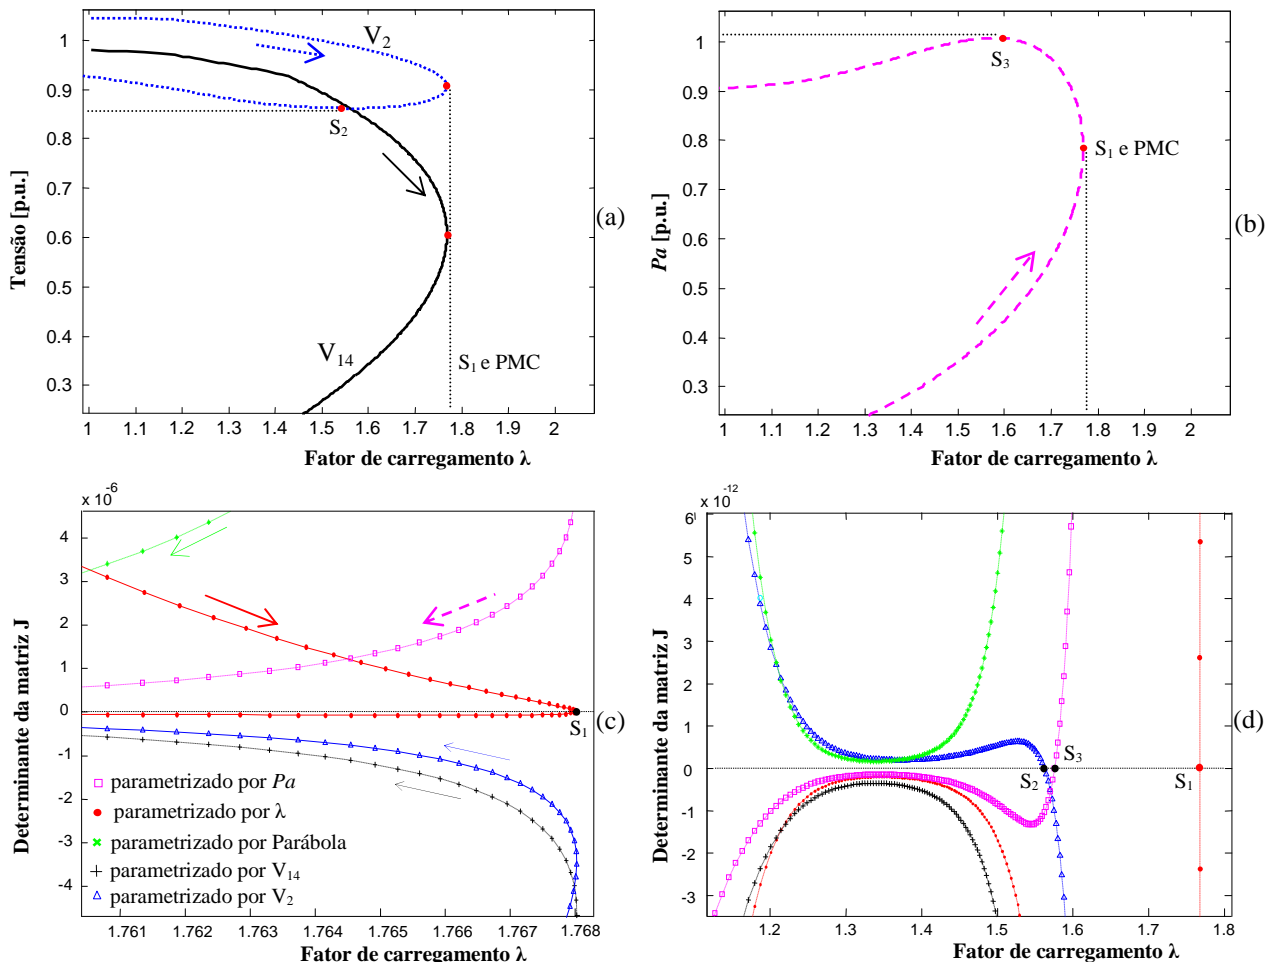 V2
1
0.9
0.8
0.7
0.6
0.5
0.4
0.3
Tensão [p.u.]
S2
V14
S1 e PMC
(a)
1 1.1 1.2 1.3 1.4 1.5 1.6 1.7 1.8 1.9 2
Fator de carregamento λ
1
0.9
0.8
0.7
0.6
0.5
0.4
0.3
Pa [p.u.]
S3
S1 e PMC
(b)
1 1.1 1.2 1.3 1.4 1.5 1.6 1.7 1.8 1.9 2
Fator de carregamento λ
x 10-6
4
3
2
1
0
-1
-2
-3
-4
Determinante da matriz J
S1
(c)
parametrizado por Pa
parametrizado por λ
parametrizado por Parábola
parametrizado por V14
parametrizado por V2
1.761 1.762 1.763 1.764 1.765 1.766 1.767 1.768
Fator de carregamento λ
x 10-12
6
5
4
3
2
1
0
-1
-2
-3
Determinante da matriz J
S2
S3
S1
(d)
1.2 1.3 1.4 1.5 1.6 1.7 1.8
Fator de carregamento λ